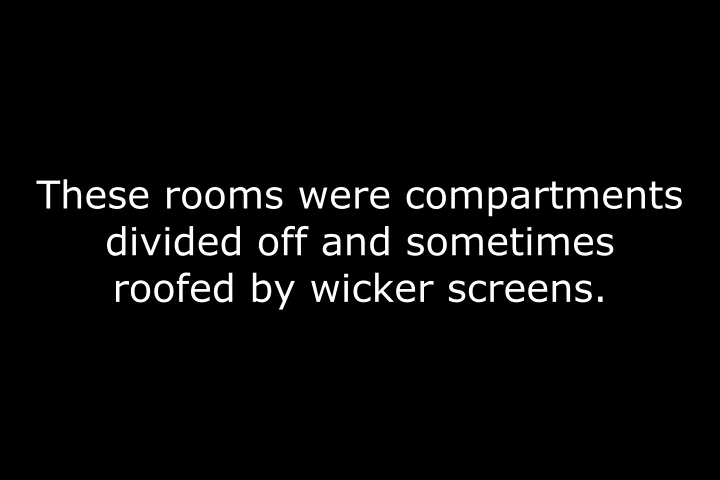 These rooms were compartments
divided off and sometimes
roofed by wicker screens.